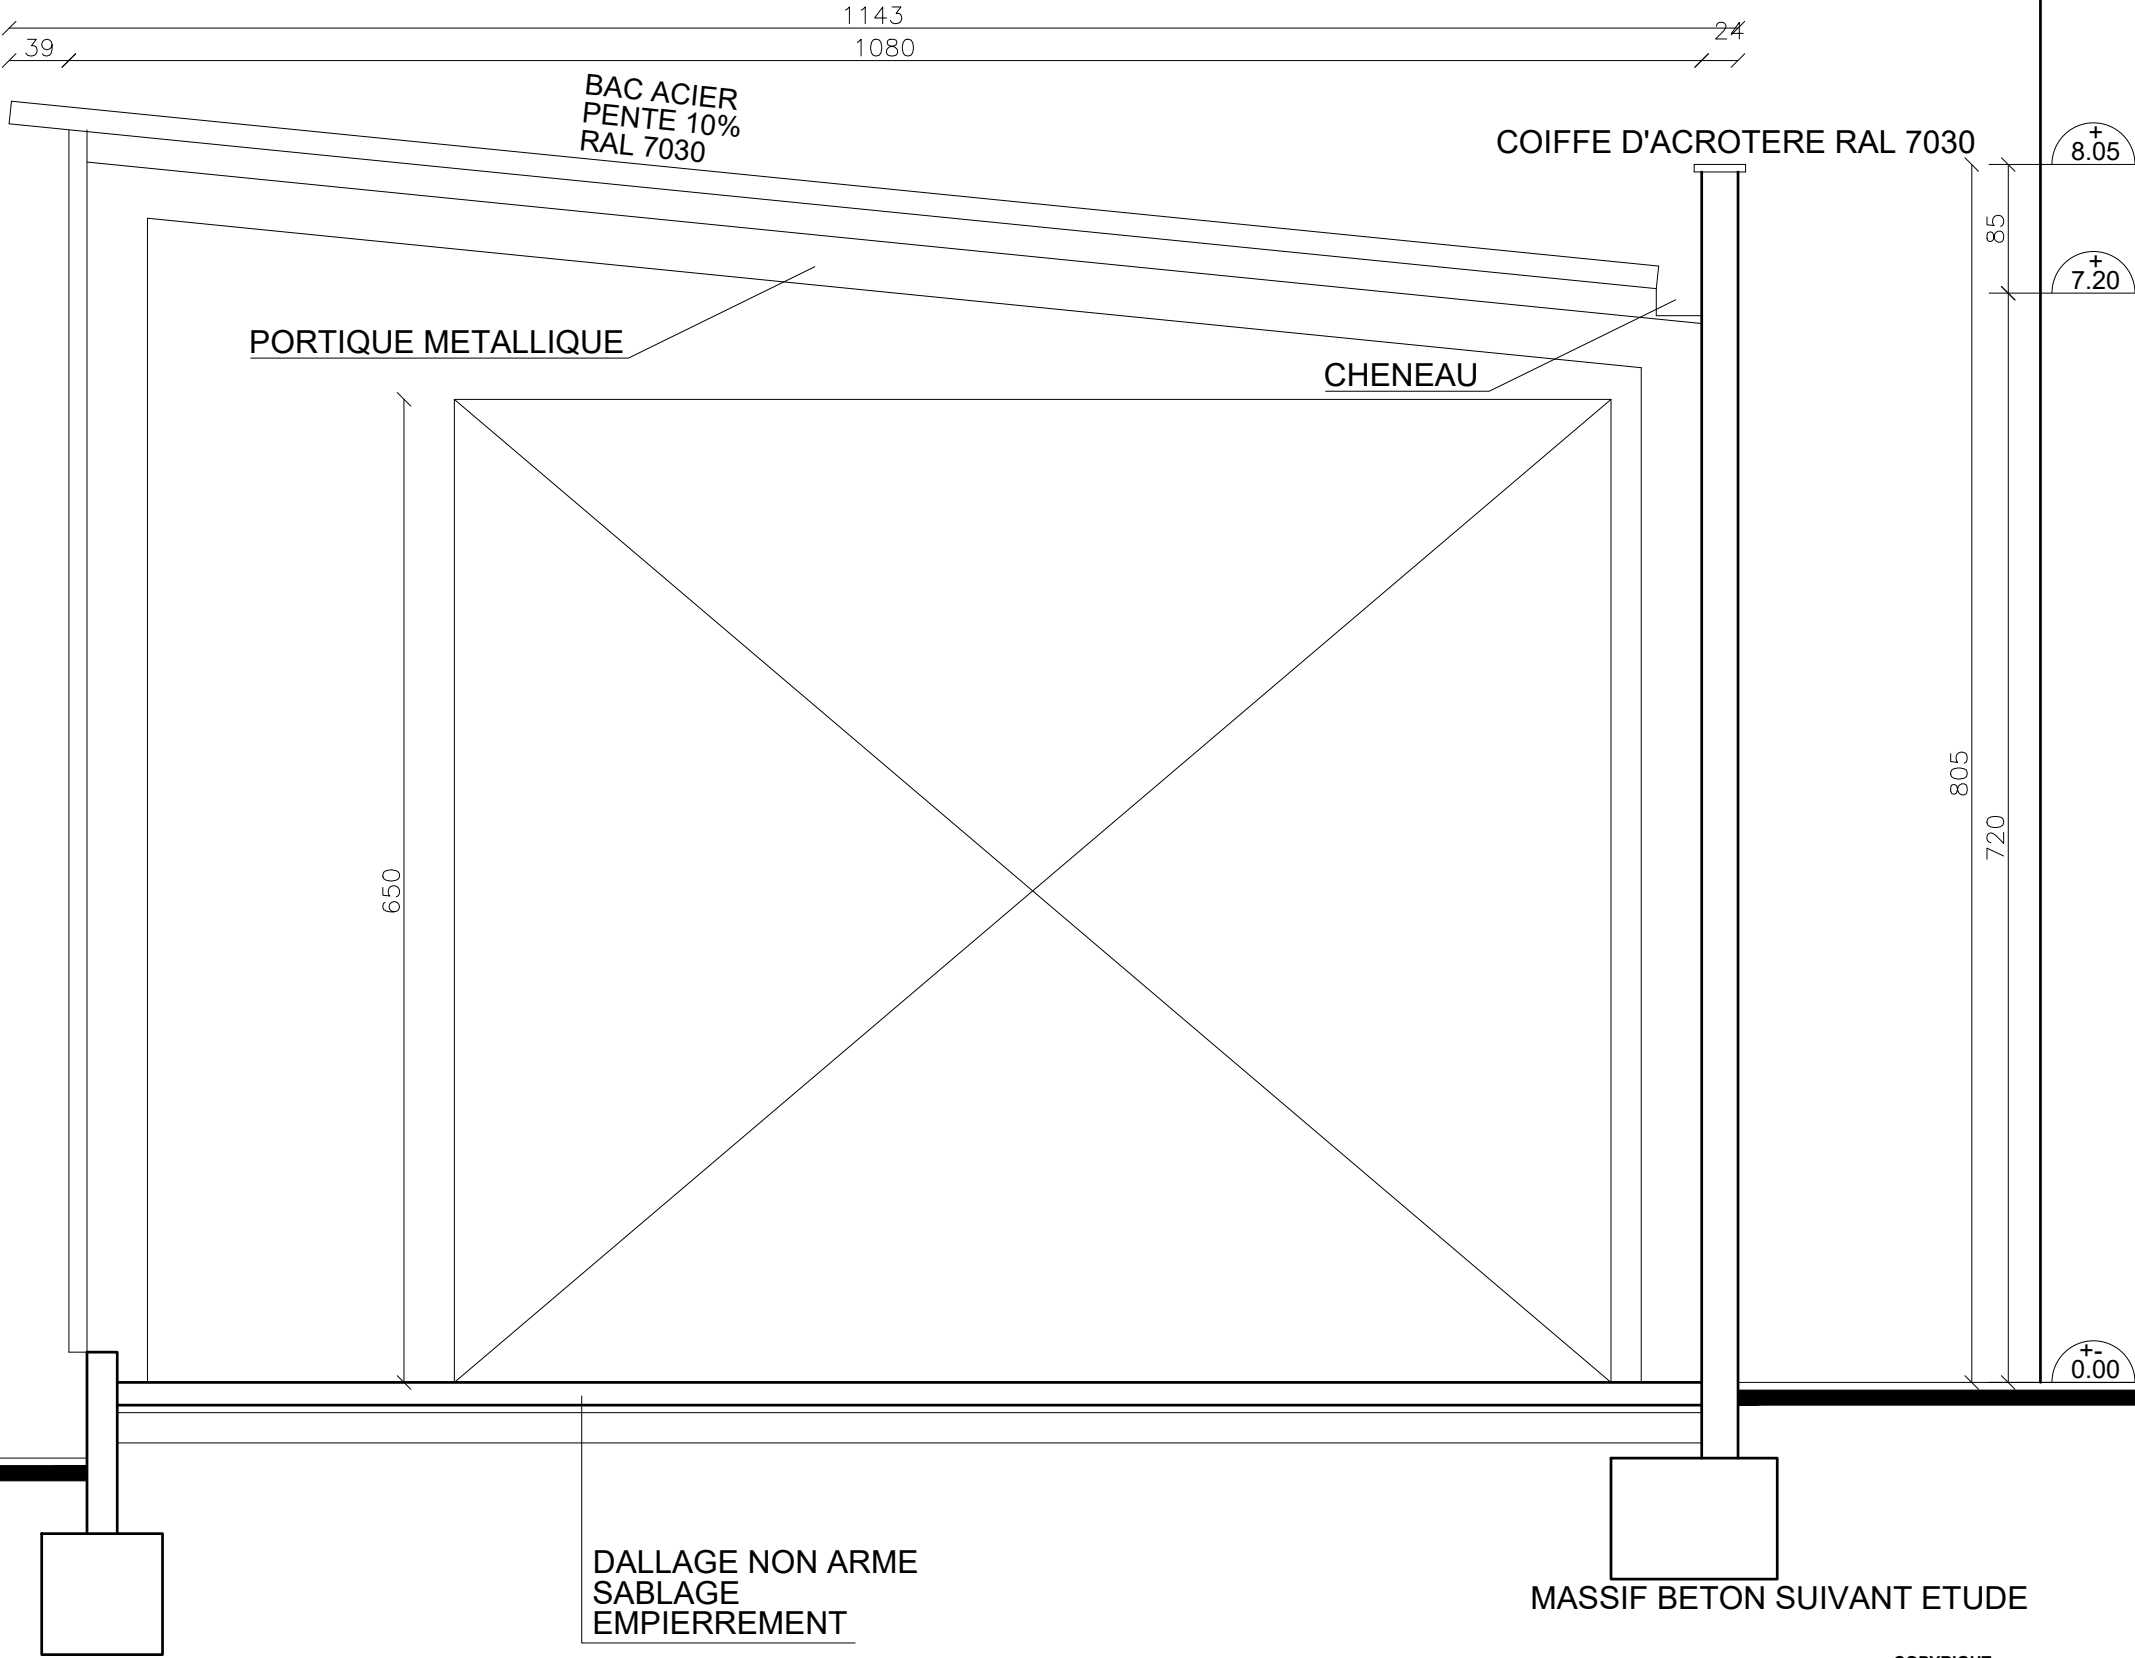 1143
39
1080
24
BAC ACIER
PENTE 10%
RAL 7030
COIFFE D'ACROTERE RAL 7030
+
8.05
85
+
7.20
PORTIQUE METALLIQUE
CHENEAU
805
720
650
+-
0.00
DALLAGE NON ARME
SABLAGE
EMPIERREMENT
MASSIF BETON SUIVANT ETUDE